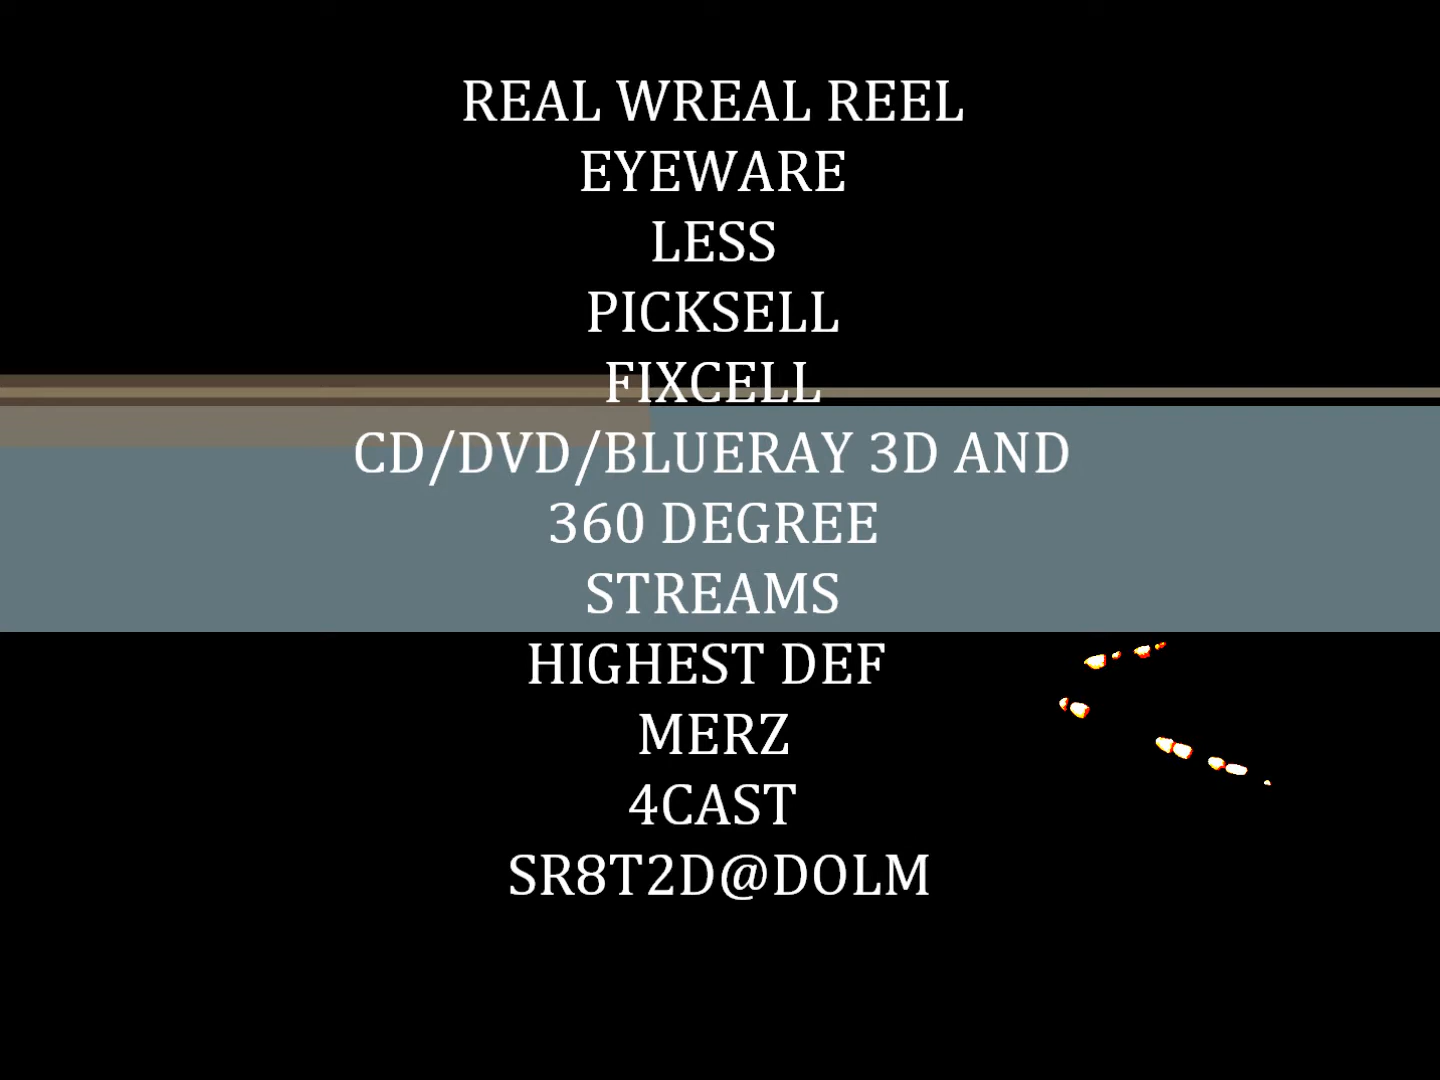 REAL WREAL REEL
EYEWARE
LESS
PICKSELL
FIXCELL
CD/DVD/BLUERAY 3D AND
360 DEGREE
STREAMS
HIGHEST DEF
MERZ
4CAST
SR8T2D@DOLM